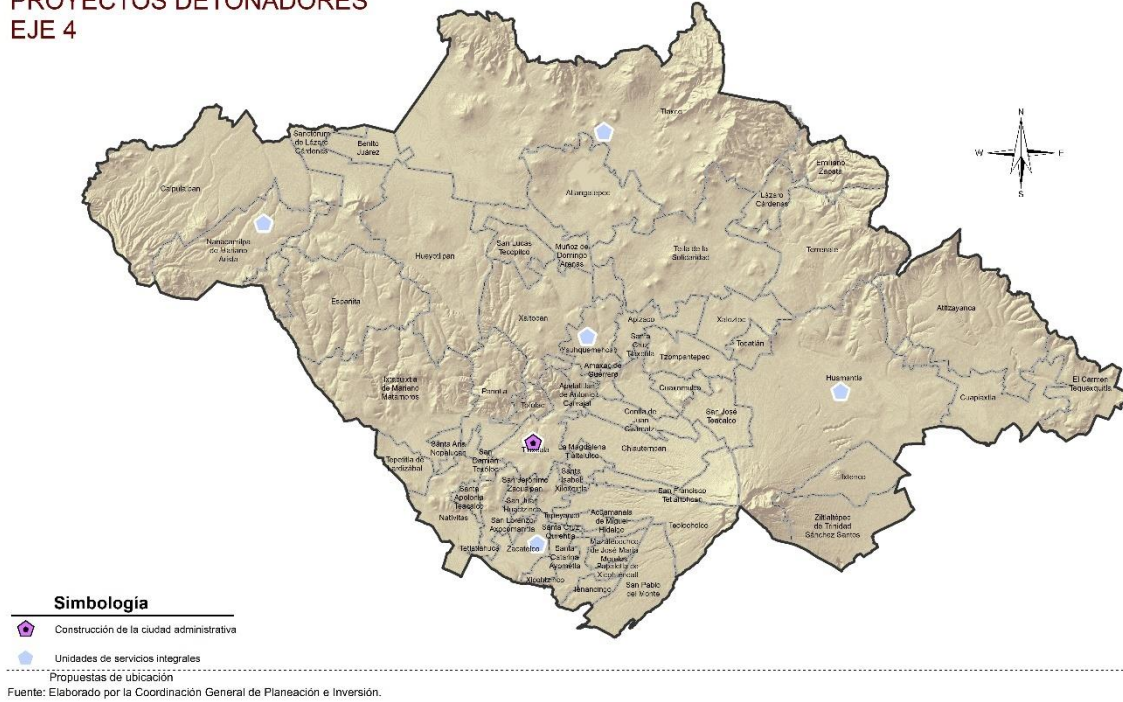 PROYECTOS DETONADORES
EJE 4
N
W
S
Tlaxco
Sanctorum
de Lázaro
Cárdenas
Benito
Juárez
Emiliano
Zapata
Calpulalpan
Atlangatepec
Lázaro
Cárdenas
Nanacamilpa
de Mariano
Arista
Hueyotlipan
San Lucas
Tecopilco
Muñoz de
Domingo
Arenas
Tetla de la
Solidaridad
Terrenate
Españita
Xaltocan
Apizaco
Xaloztoc
Altzayanca
Santa
Cruz
Tlaxcala
Tocatlán
Yauhquemehcan
Tzompantepec
Amaxac de
Guerrero
Huamantla
El Carmen
Tequexquitla
Ixtacuixtla
de Mariano
Matamoros
Panotla
Apetatitlán
de Antonio
Carvajal
Cuaxomulco
Cuapiaxtla
Totolac
Contla de
Juan
Cuamatzi
San José
Teacalco
Tlaxcala
La Magdalena
Tlaltelulco
Chiautempan
Santa Ana
Nopalucan
San
Damián
Texóloc
Tepetitla de
Lardizábal
Santa
Isabel
Xiloxoxtla
San Jerónimo
Zacualpan
San Francisco
Tetlanohcan
Santa
Apolonia
Teacalco
San Juan
Huactzinco
Ziltlaltépec
de Trinidad
Sánchez Santos
Nativitas
San Lorenzo
Axocomanitla
Tepeyanco
Acuamanala
de Miguel
Hidalgo
Teolocholco
Santa Cruz
Quilehtla
Tetlatlahuca
Zacatelco
Santa
Catarina
Ayometla
Mazatecochco
de José María
Morelos
Papalotla de
Xicohténcatl
Xicohtzinco
Tenancingo
San Pablo
del Monte
Simbología
Construcción de la ciudad administrativa
Unidades de servicios integrales
Propuestas de ubicación
Fuente: Elaborado por la Coordinación General de Planeación e Inversión.